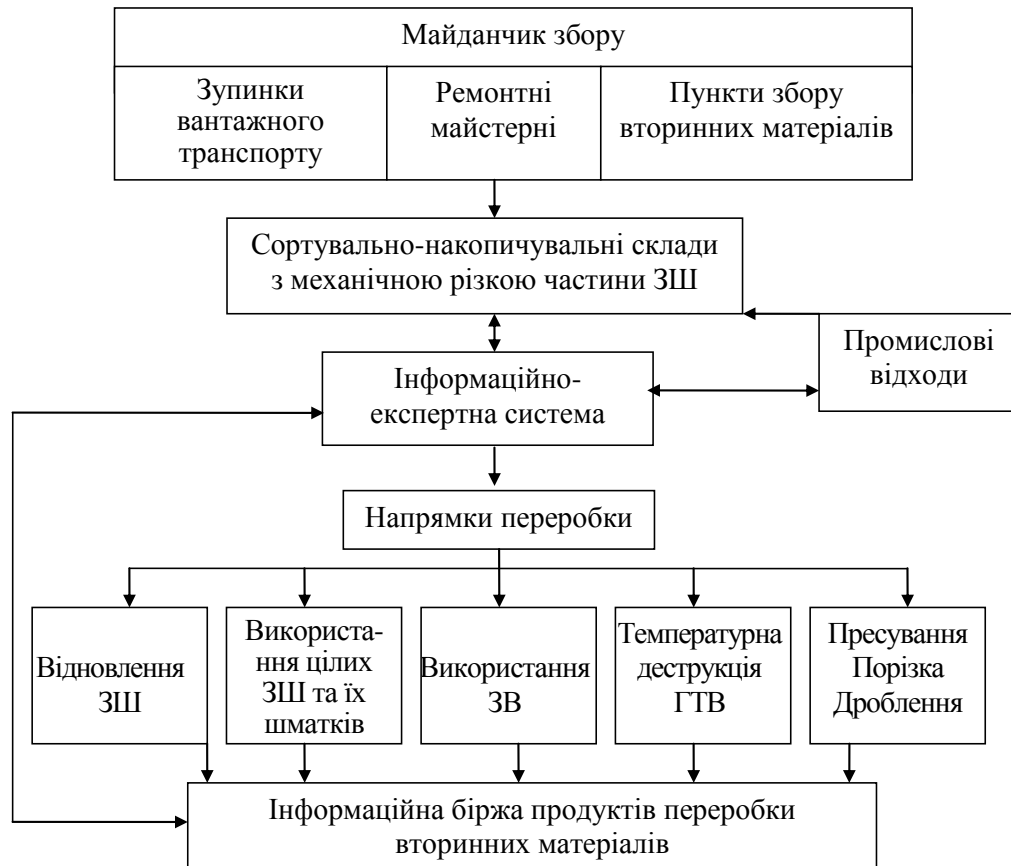 Майданчик збору
Зупинки
вантажного
транспорту
Ремонтні
майстерні
Пункти збору
вторинних матеріалів
Сортувально-накопичувальні склади
з механічною різкою частини ЗШ
Промислові
відходи
Інформаційно-
експертна система
Напрямки переробки
Відновлення
ЗШ
Використа-
ння цілих
ЗШ та їх
шматків
Використання
ЗВ
Температурна
деструкція
ГТВ
Пресування
Порізка
Дроблення
Інформаційна біржа продуктів переробки
вторинних матеріалів